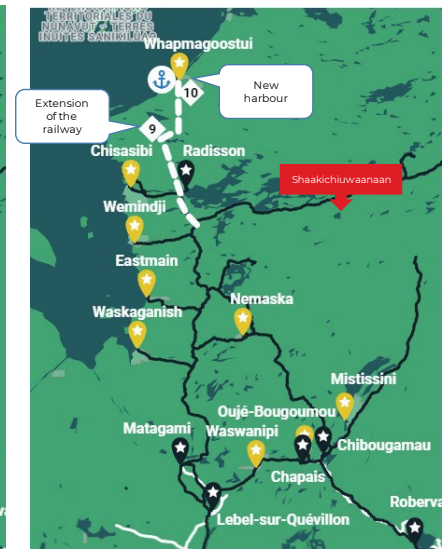 TERRITORIALES DU
NUNAVUT TERRES
INUITES SANIKILUAQ
Whapmagoostui
10
New
harbour
Extension
of the
railway
9
Chisasibi
Radisson
Shaakichiuwaanaan
Wemindji
Eastmain
Waskaganish
Nemaska
Mistissini
Oujé-Bougoumou
Matagami
Waswanipi
Chibougamau
Chapais
Roberva
Lebel-sur-Quévillon